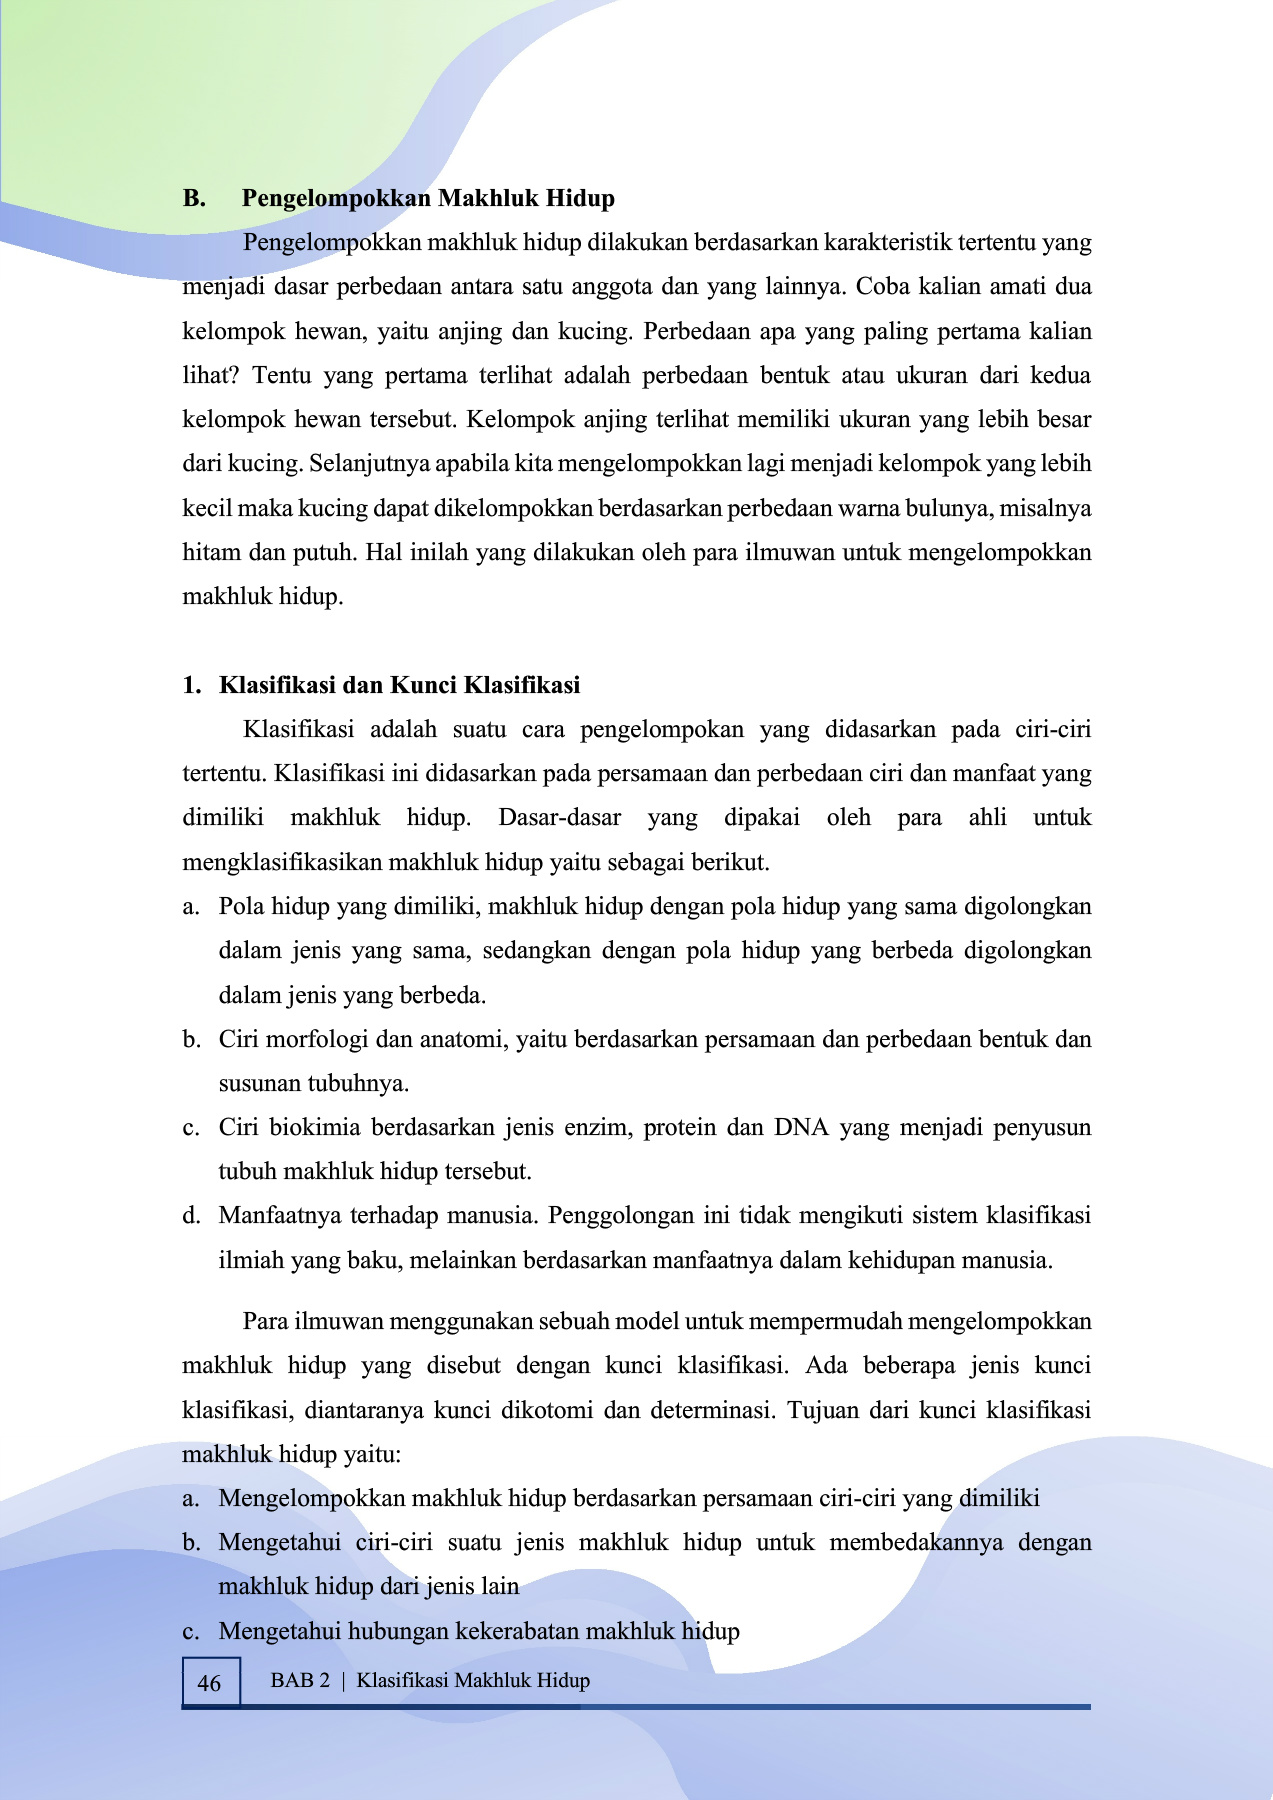 B. Pengelompokkan Makhluk Hidup
Pengelompokkan makhluk hidup dilakukan berdasarkan karakteristik tertentu yang
menjadi dasar perbedaan antara satu anggota dan yang lainnya. Coba kalian amati dua
kelompok hewan, yaitu anjing dan kucing. Perbedaan apa yang paling pertama kalian
lihat? Tentu yang pertama terlihat adalah perbedaan bentuk atau ukuran dari kedua
kelompok hewan tersebut. Kelompok anjing terlihat memiliki ukuran yang lebih besar
dari kucing. Selanjutnya apabila kita mengelompokkan lagi menjadi kelompok yang lebih
kecil maka kucing dapat dikelompokkan berdasarkan perbedaan warna bulunya, misalnya
hitam dan putuh. Hal inilah yang dilakukan oleh para ilmuwan untuk mengelompokkan
makhluk hidup.
1. Klasifikasi dan Kunci Klasifikasi
Klasifikasi adalah suatu cara pengelompokan yang didasarkan pada ciri-ciri
tertentu. Klasifikasi ini didasarkan pada persamaan dan perbedaan ciri dan manfaat yang
dimiliki makhluk hidup. Dasar-dasar yang dipakai oleh para ahli untuk
mengklasifikasikan makhluk hidup yaitu sebagai berikut.
a. Pola hidup yang dimiliki, makhluk hidup dengan pola hidup yang sama digolongkan
dalam jenis yang sama, sedangkan dengan pola hidup yang berbeda digolongkan
dalam jenis yang berbeda.
b. Ciri morfologi dan anatomi, yaitu berdasarkan persamaan dan perbedaan bentuk dan
susunan tubuhnya.
c. Ciri biokimia berdasarkan jenis enzim, protein dan DNA yang menjadi penyusun
tubuh makhluk hidup tersebut.
d. Manfaatnya terhadap manusia. Penggolongan ini tidak mengikuti sistem klasifikasi
ilmiah yang baku, melainkan berdasarkan manfaatnya dalam kehidupan manusia.
Para ilmuwan menggunakan sebuah model untuk mempermudah mengelompokkan
makhluk hidup yang disebut dengan kunci klasifikasi. Ada beberapa jenis kunci
klasifikasi, diantaranya kunci dikotomi dan determinasi. Tujuan dari kunci klasifikasi
makhluk hidup yaitu:
a. Mengelompokkan makhluk hidup berdasarkan persamaan ciri-ciri yang dimiliki
b. Mengetahui ciri-ciri suatu jenis makhluk hidup untuk membedakannya dengan
makhluk hidup dari jenis lain
c. Mengetahui hubungan kekerabatan makhluk hidup
46 BAB 2 | Klasifikasi Makhluk Hidup